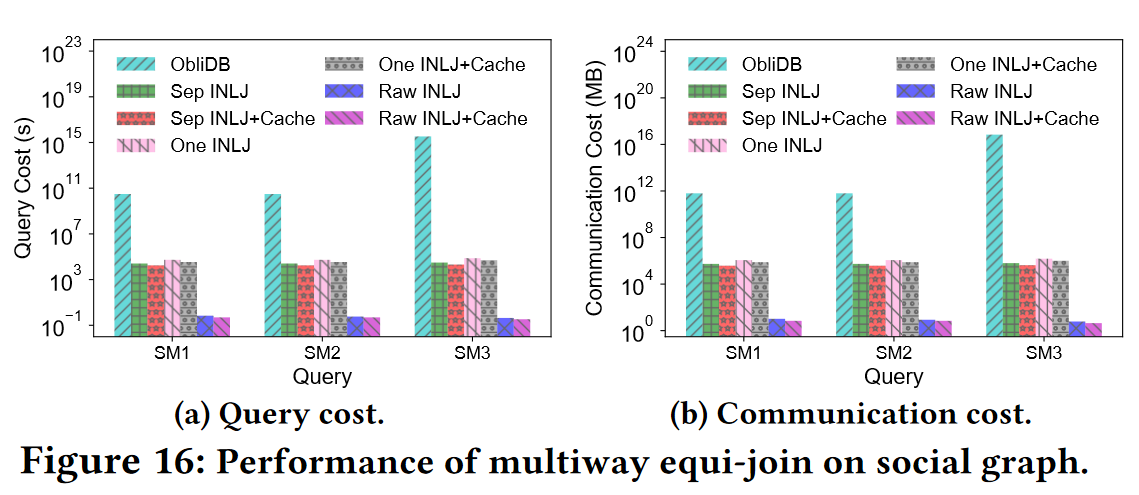 Query Cost (s)
10^23
10^19
10^15
10^11
10^7
10^3
10^−1
ObliDB
Sep INLJ
Sep INLJ+Cache
One INLJ
One INLJ+Cache
Raw INLJ
Raw INLJ+Cache
SM1 SM2 SM3
Query
(a) Query cost.
Communication Cost (MB)
10^24
10^20
10^16
10^12
10^8
10^4
10^0
ObliDB
Sep INLJ
Sep INLJ+Cache
One INLJ
One INLJ+Cache
Raw INLJ
Raw INLJ+Cache
SM1 SM2 SM3
Query
(b) Communication cost.
Figure 16: Performance of multiway equi-join on social graph.